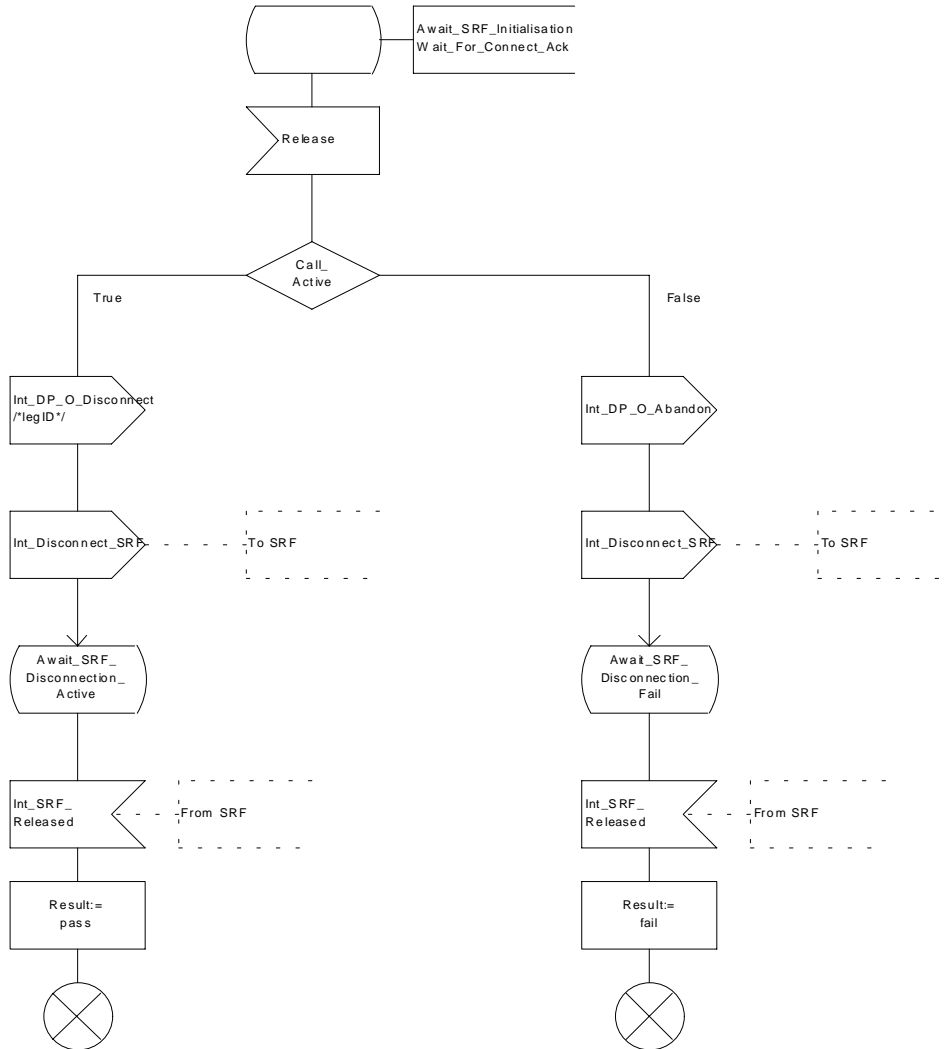 Await_SRF_Initialisation
Wait_For_Connect_Ack
Release
Call_
Active
True
False
Int_DP_O_Disconnect
/*legID*/
Int_DP_O_Abandon
Int_Disconnect_SRF
To SRF
Int_Disconnect_SRF
To SRF
Await_SRF_
Disconnection_
Active
Await_SRF_
Disconnection_
Fail
Int_SRF_
Released
From SRF
Int_SRF_
Released
From SRF
Result:=
pass
Result:=
fail